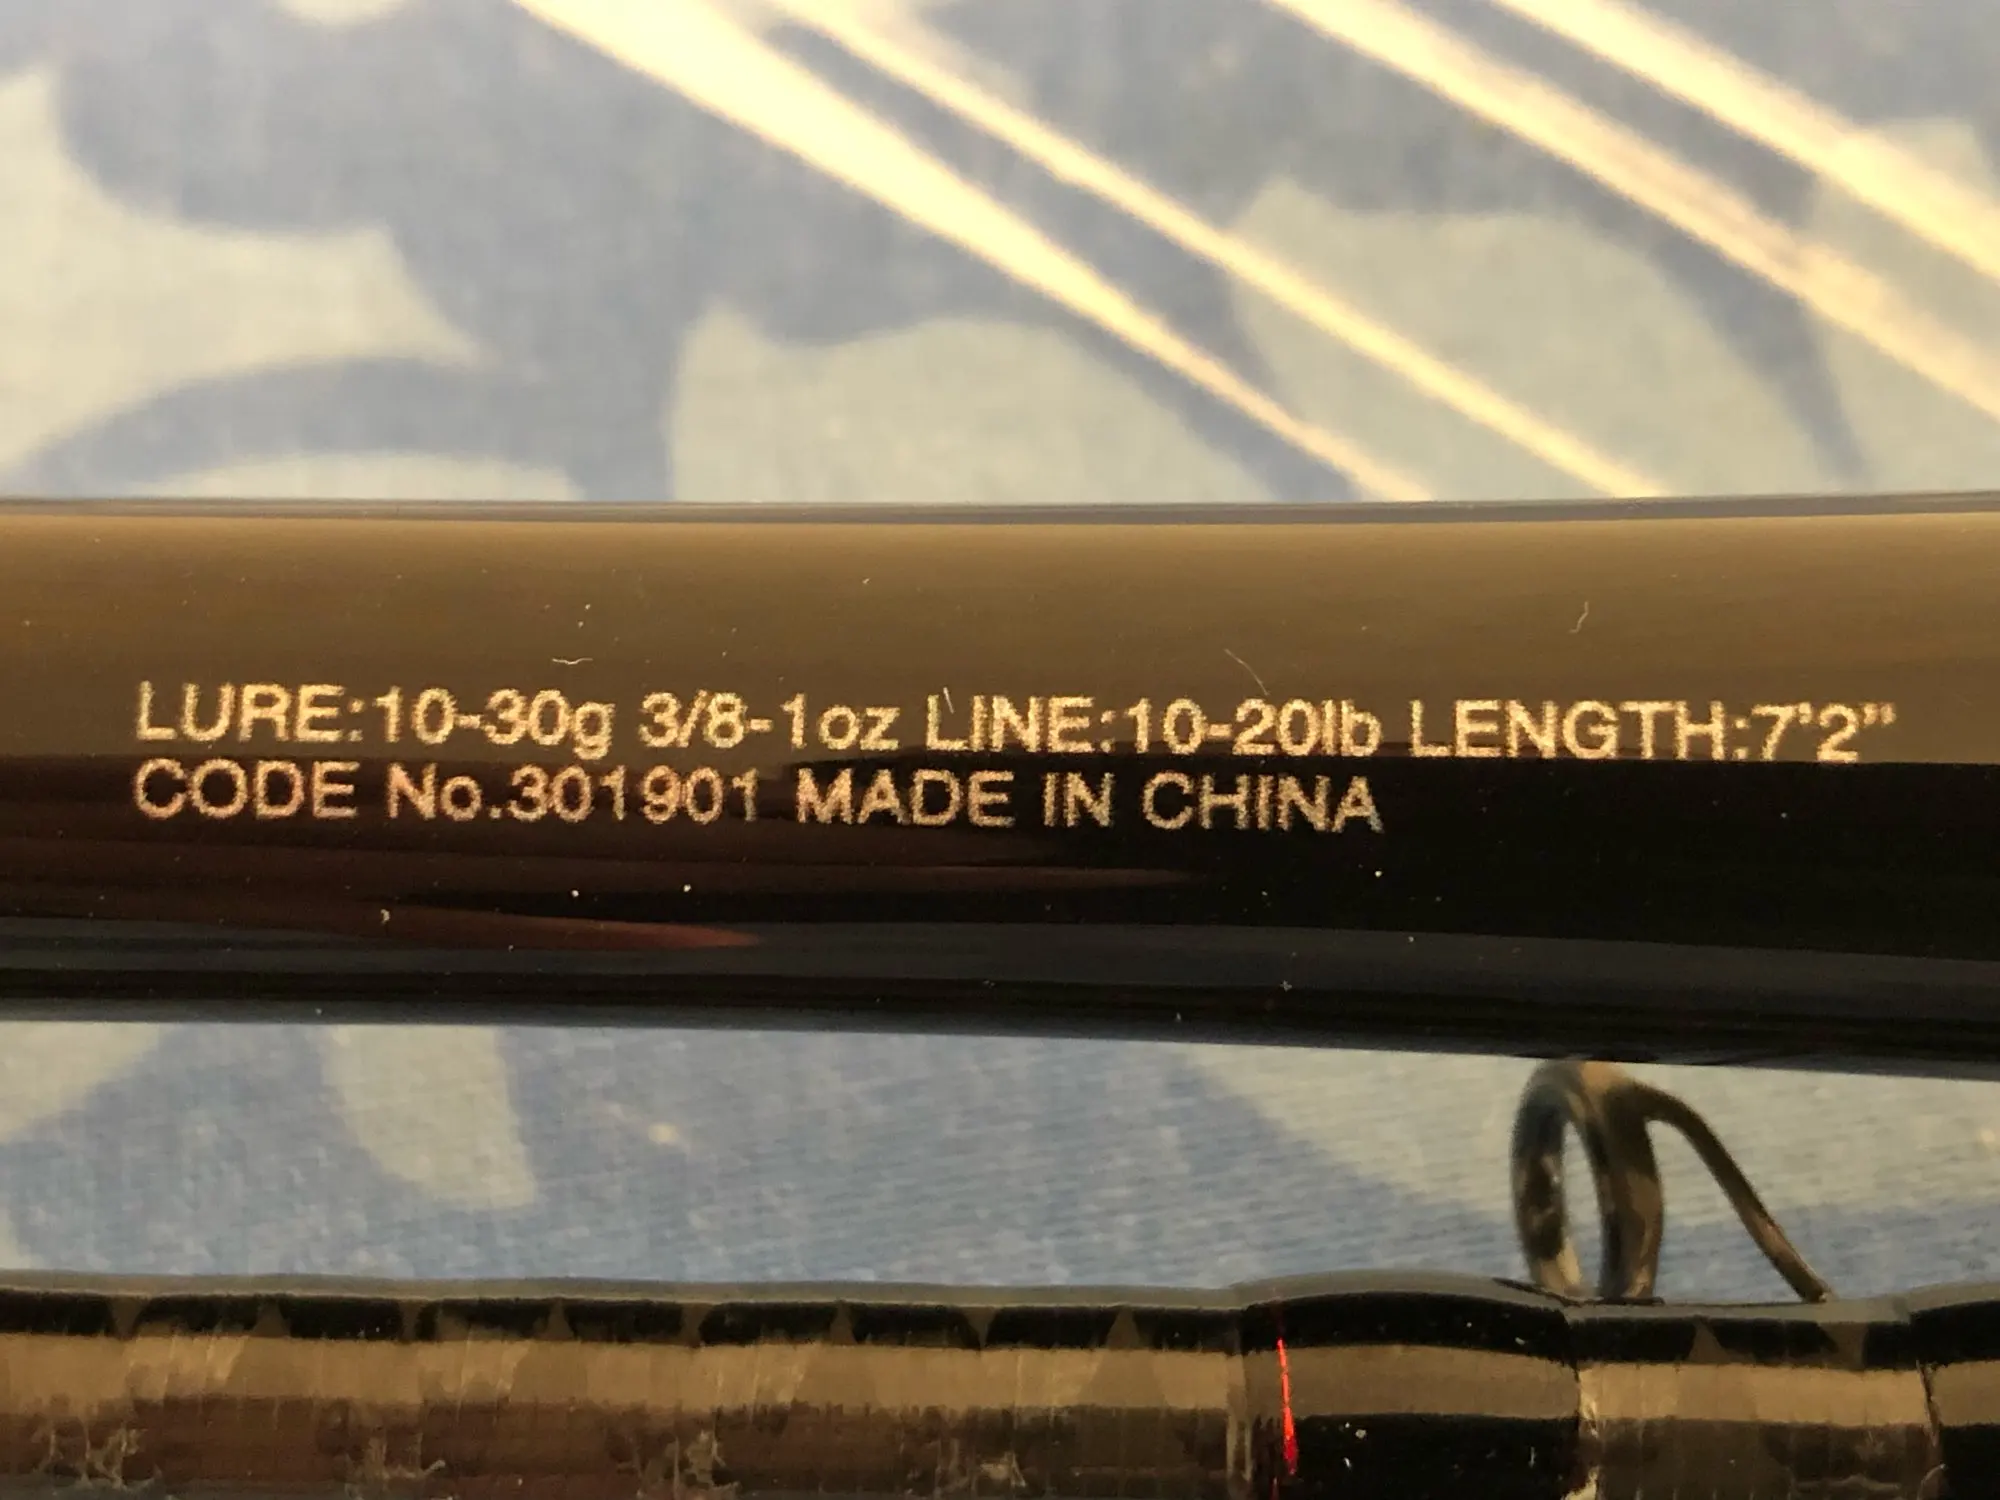 LURE:10-30g 3/8-1oz LINE:10-20lb LENGTH:7'2"
CODE No.301901 MADE IN CHINA